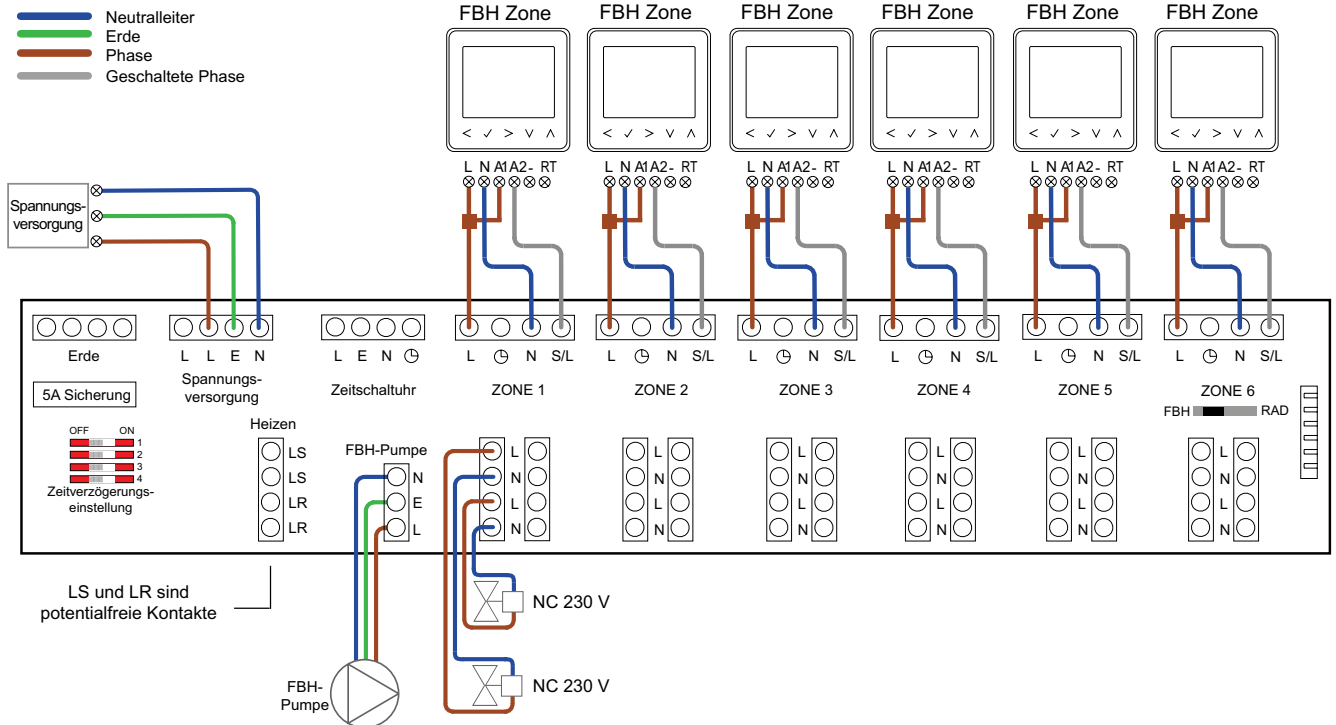 Neutralleiter
Erde
Phase
Geschaltete Phase
FBH Zone FBH Zone FBH Zone FBH Zone FBH Zone FBH Zone
L N A1 A2 - RT L N A1 A2 - RT L N A1 A2 - RT L N A1 A2 - RT L N A1 A2 - RT L N A1 A2 - RT
Spannungs-
versorgung
Erde
L L E N
Spannungs-
versorgung
L E N
Zeitschaltuhr
L N S/L
ZONE 1
L N S/L
ZONE 2
L N S/L
ZONE 3
L N S/L
ZONE 4
L N S/L
ZONE 5
L N S/L
ZONE 6
FBH RAD
5A Sicherung
OFF ON
1
2
3
4
Zeitverzögerungs-
einstellung
Heizen
LS
LS
LR
LR
FBH-Pumpe
N
E
L
L L L L L L
N N N N N N
L L L L L L
N N N N N N
LS und LR sind
potentialfreie Kontakte
NC 230 V
NC 230 V
FBH-
Pumpe